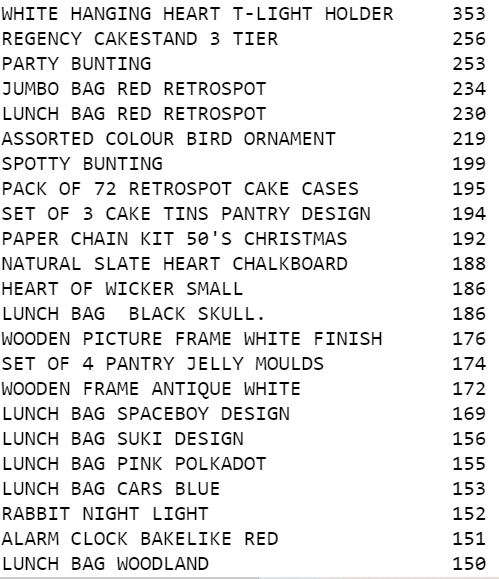 WHITE HANGING HEART T-LIGHT HOLDER 353
REGENCY CAKESTAND 3 TIER 256
PARTY BUNTING 253
JUMBO BAG RED RETROSPOT 234
LUNCH BAG RED RETROSPOT 230
ASSORTED COLOUR BIRD ORNAMENT 219
SPOTTY BUNTING 199
PACK OF 72 RETROSPOT CAKE CASES 195
SET OF 3 CAKE TINS PANTRY DESIGN 194
PAPER CHAIN KIT 50'S CHRISTMAS 192
NATURAL SLATE HEART CHALKBOARD 188
HEART OF WICKER SMALL 186
LUNCH BAG  BLACK SKULL. 186
WOODEN PICTURE FRAME WHITE FINISH 176
SET OF 4 PANTRY JELLY MOULDS 174
WOODEN FRAME ANTIQUE WHITE 172
LUNCH BAG SPACEBOY DESIGN 169
LUNCH BAG SUKI DESIGN 156
LUNCH BAG PINK POLKADOT 155
LUNCH BAG CARS BLUE 153
RABBIT NIGHT LIGHT 152
ALARM CLOCK BAKELIKE RED 151
LUNCH BAG WOODLAND 150